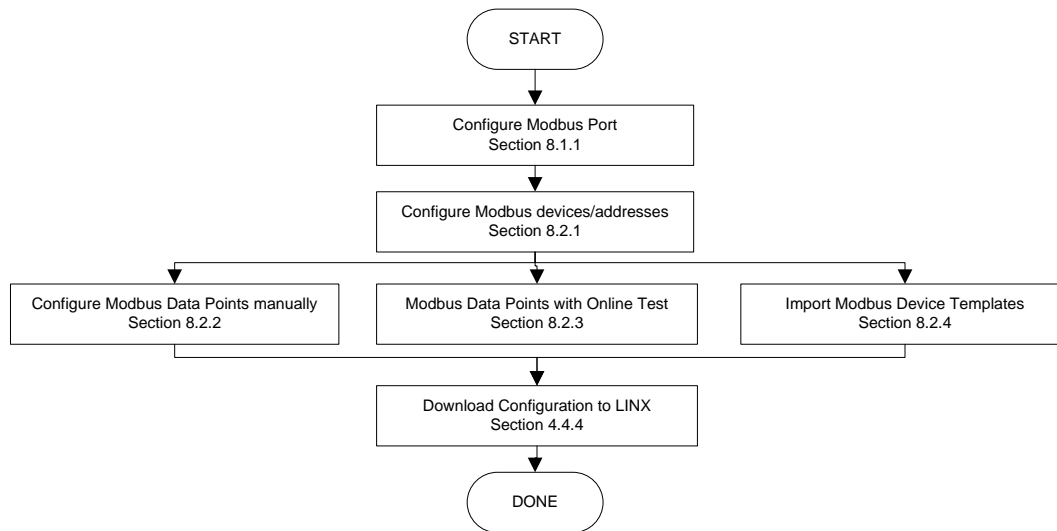 START
Configure Modbus Port
Section 8.1.1
Configure Modbus devices/addresses
Section 8.2.1
Configure Modbus Data Points manually
Section 8.2.2
Modbus Data Points with Online Test
Section 8.2.3
Import Modbus Device Templates
Section 8.2.4
Download Configuration to LINX
Section 4.4.4
DONE